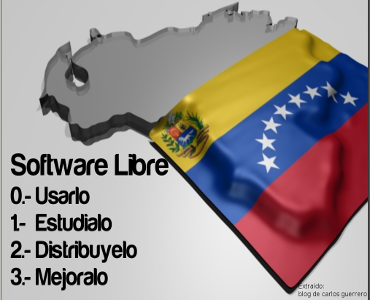 Software Libre
0.- Usarlo
1.- Estudialo
2.- Distribuyelo
3.- Mejoralo
Extraido:
blog de carlos guerrero